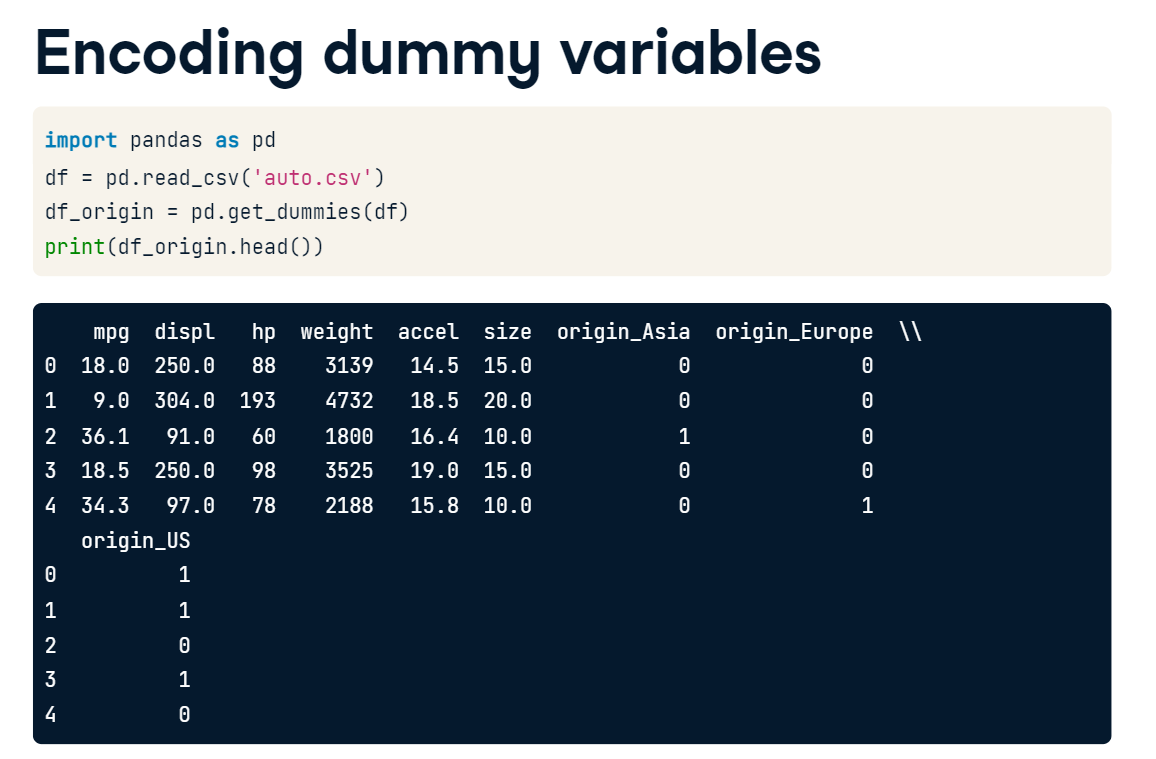 Encoding dummy variables
import pandas as pd
df = pd.read_csv('auto.csv')
df_origin = pd.get_dummies(df)
print(df_origin.head())
    mpg  displ   hp  weight  accel  size  origin_Asia  origin_Europe  \\
0  18.0  250.0   88    3139   14.5  15.0            0              0
1   9.0  304.0  193    4732   18.5  20.0            0              0
2  36.1   91.0   60    1800   16.4  10.0            1              0
3  18.5  250.0   98    3525   19.0  15.0            0              0
4  34.3   97.0   78    2188   15.8  10.0            0              1
   origin_US
0          1
1          1
2          0
3          1
4          0